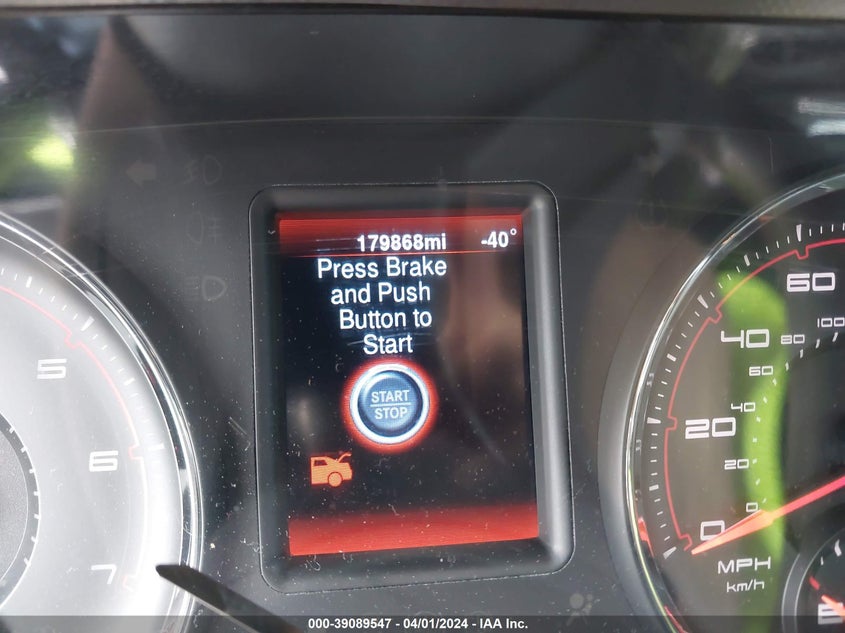 179868mi -40°
Press Brake
and Push
Button to
Start
START
STOP
5
6
7
60
40
20
0
100
80
60
40
20
0
MPH
km/h
E
000-39089547 - 04/01/2024 - IAA Inc.